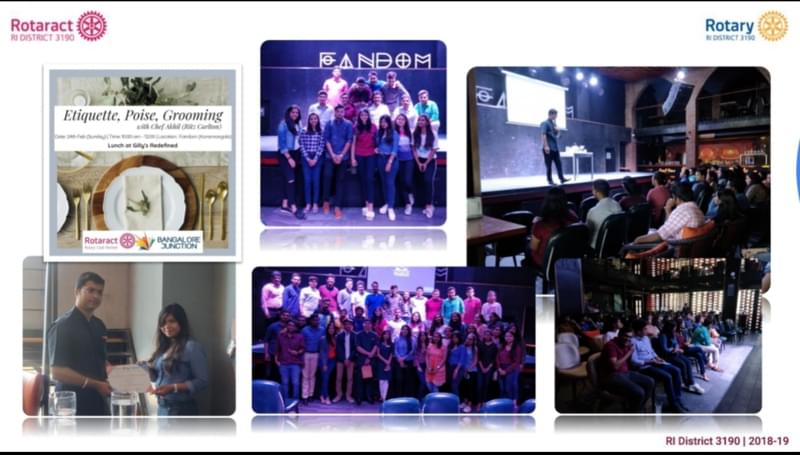 Rotaract
RI DISTRICT 3190
Rotary
RI DISTRICT 3190
Etiquette, Poise, Grooming
with Chef Akhil (Ritz Carlton)
Lunch at Gilly's Redefined
Rotaract
BANGALORE
JUNCTION
FANDOM
RI District 3190 | 2018-19